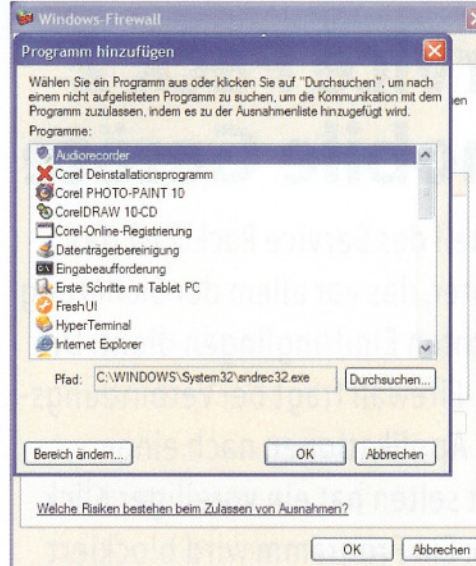 Windows-Firewall
Programm hinzufügen
Wählen Sie ein Programm aus oder klicken Sie auf "Durchsuchen", um nach
einem nicht aufgelisteten Programm zu suchen, um die Kommunikation mit dem
Programm zuzulassen, indem es zu der Ausnahmenliste hinzugefügt wird.
Programme:
Audiorecorder
Corel Deinstallationsprogramm
Corel PHOTO-PAINT 10
CorelDRAW 10-CD
Corel-Online-Registrierung
Datenträgerbereinigung
Eingabeaufforderung
Erste Schritte mit Tablet PC
FreshUI
HyperTerminal
Internet Explorer
Pfad: C:\WINDOWS\System32\sndrec32.exe Durchsuchen...
Bereich ändern... OK Abbrechen
Welche Risiken bestehen beim Zulassen von Ausnahmen?
OK Abbrechen